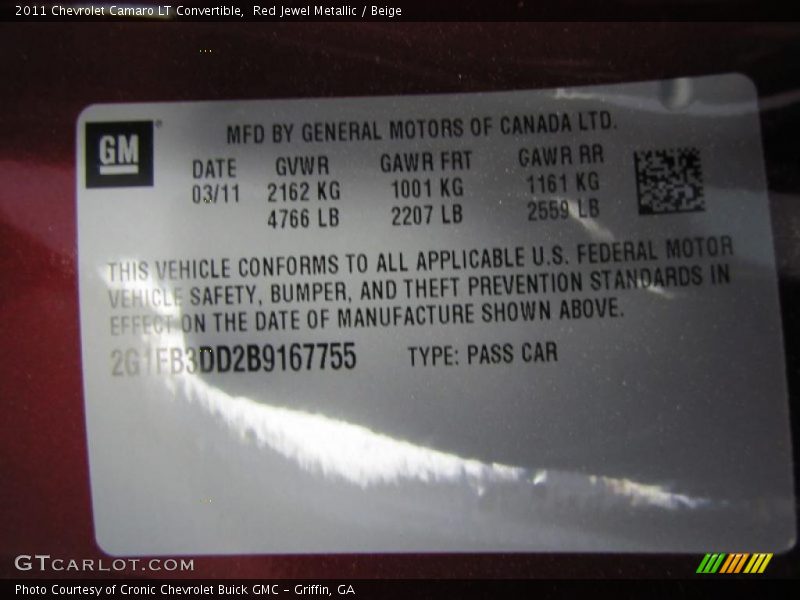 2011 Chevrolet Camaro LT Convertible, Red Jewel Metallic / Beige
GM®
MFD BY GENERAL MOTORS OF CANADA LTD.
DATE GVWR GAWR FRT GAWR RR
03/11 2162 KG 1001 KG 1161 KG
4766 LB 2207 LB 2559 LB
THIS VEHICLE CONFORMS TO ALL APPLICABLE U.S. FEDERAL MOTOR
VEHICLE SAFETY, BUMPER, AND THEFT PREVENTION STANDARDS IN
EFFECT ON THE DATE OF MANUFACTURE SHOWN ABOVE.
2G1FB3DD2B9167755 TYPE: PASS CAR
GTCARLOT.COM
Photo Courtesy of Cronic Chevrolet Buick GMC – Griffin, GA